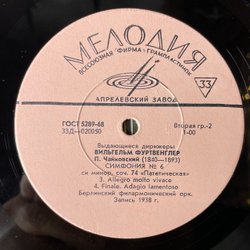 МЕЛОДИЯ
ВСЕСОЮЗНАЯ ФИРМА ГРАМПЛАСТИНОК
33
АПРЕЛЕВСКИЙ ЗАВОД
ГОСТ 5289-68
33Д—020050
Вторая гр.-2
1-00
Выдающиеся дирижеры
ВИЛЬГЕЛЬМ ФУРТВЕНГЛЕР
П. Чайковский (1840—1893)
СИМФОНИЯ № 6
си минор, соч. 74 «Патетическая»
3. Allegro molto vivace
4. Finale. Adagio lamentoso
Берлинский филармонический орк.
Запись 1938 г.